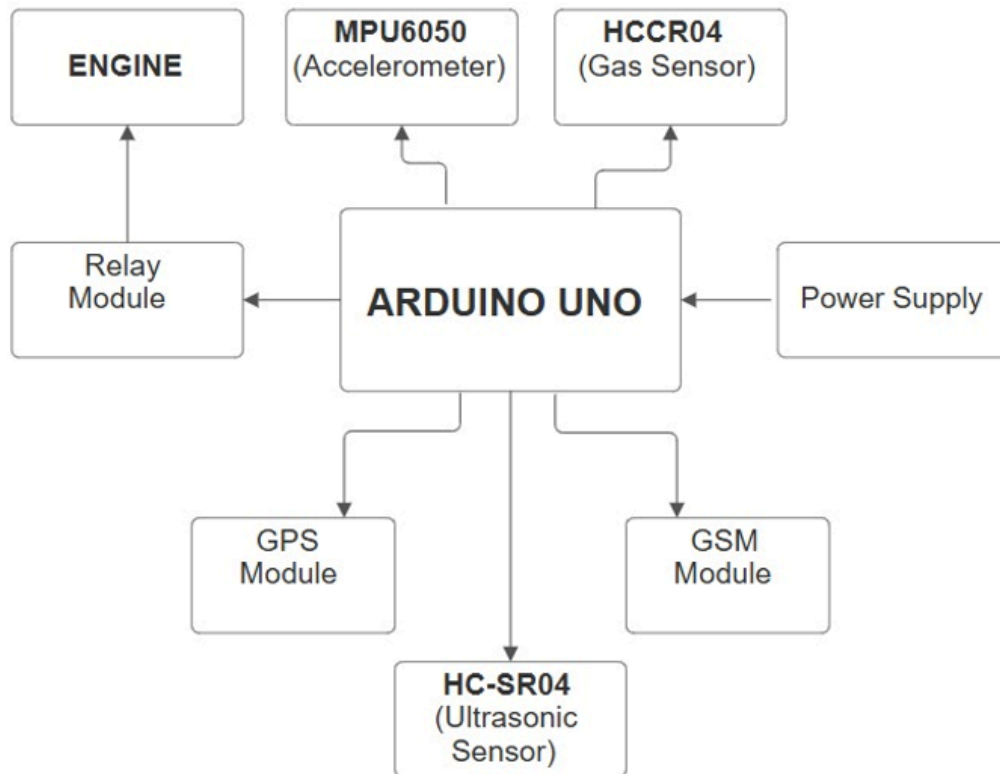 ENGINE
MPU6050
(Accelerometer)
HCCR04
(Gas Sensor)
Relay
Module
ARDUINO UNO
Power Supply
GPS
Module
GSM
Module
HC-SR04
(Ultrasonic
Sensor)